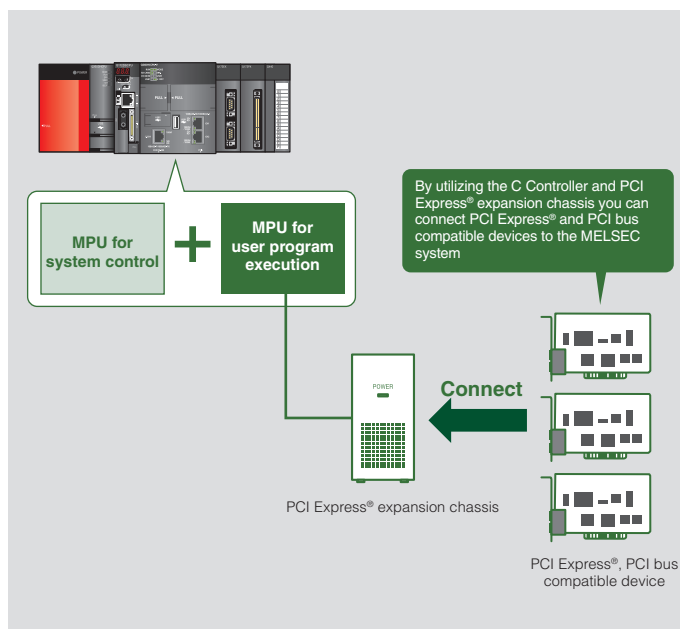 MPU for
system control
MPU for
user program
execution
By utilizing the C Controller and PCI
Express® expansion chassis you can
connect PCI Express® and PCI bus
compatible devices to the MELSEC
system
POWER
Connect
PCI Express® expansion chassis
PCI Express®, PCI bus
compatible device